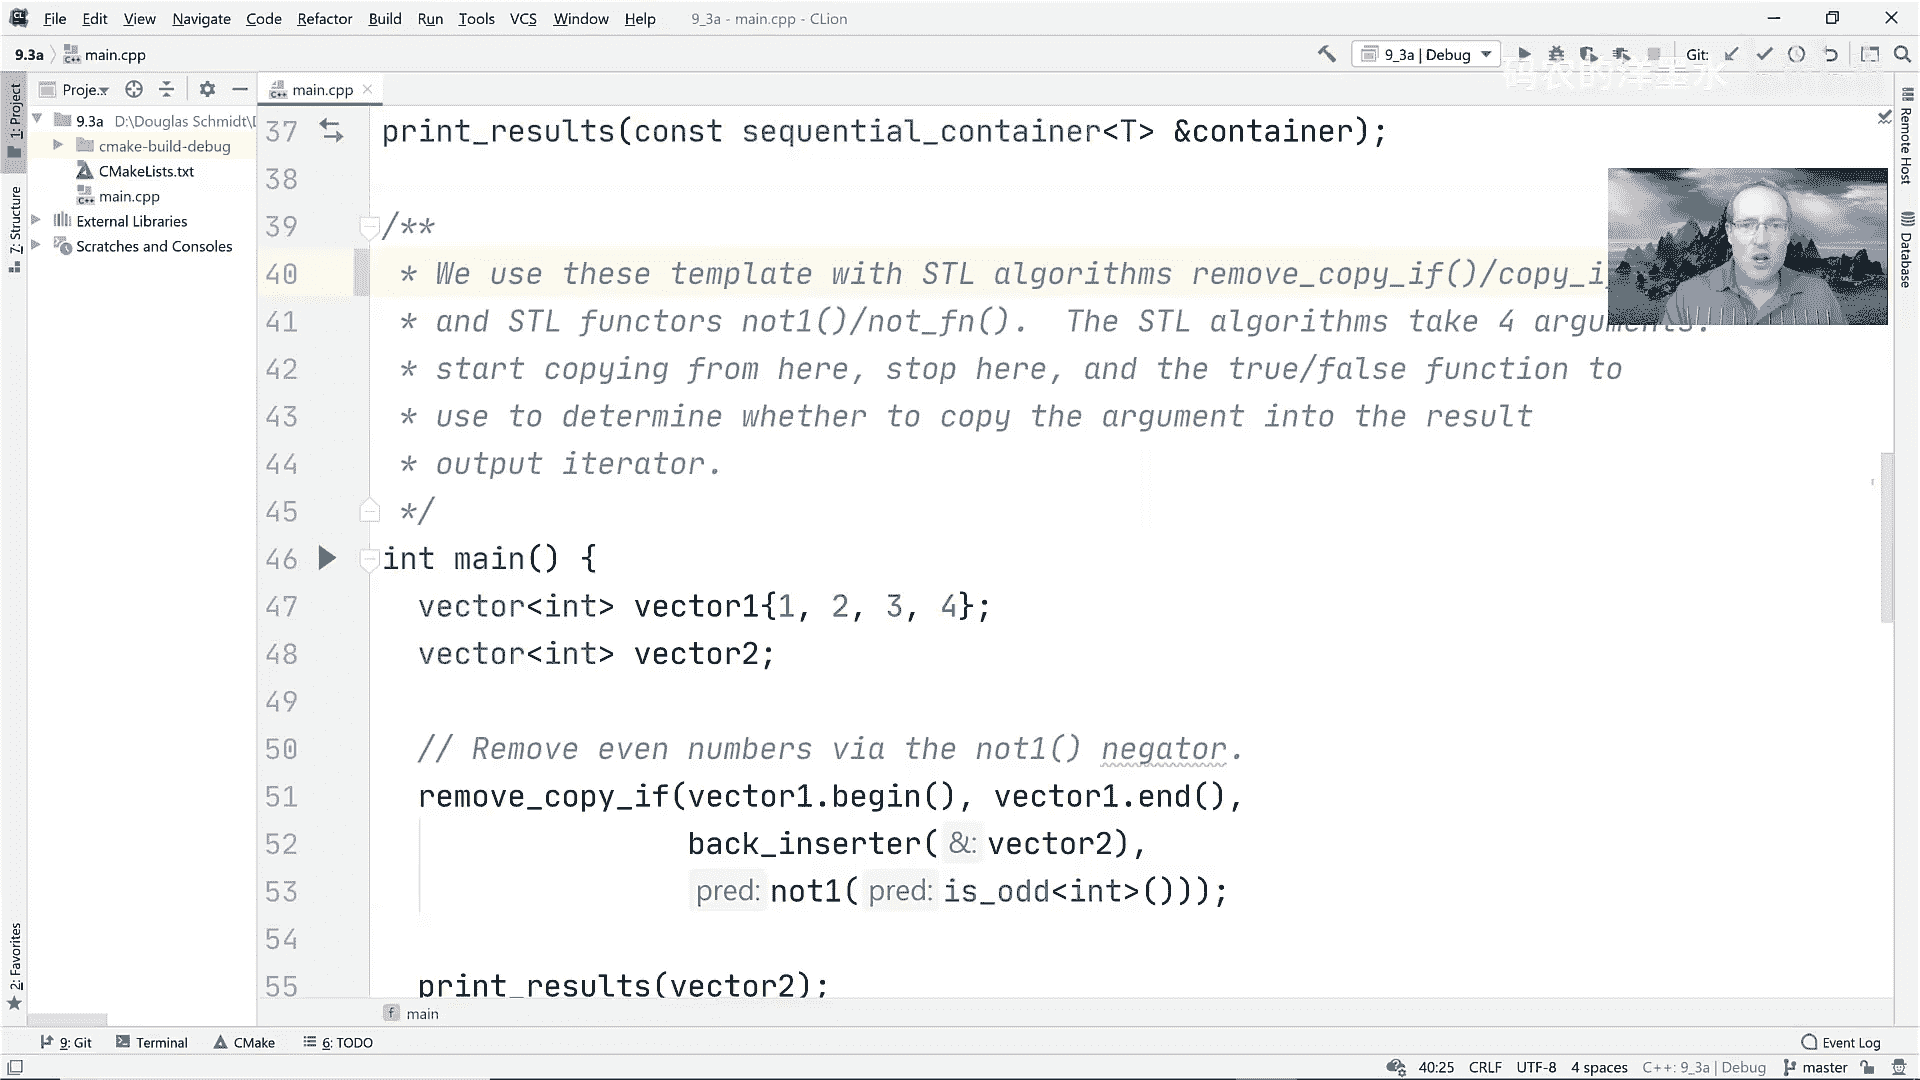 File Edit View Navigate Code Refactor Build Run Tools VCS Window Help 9_3a - main.cpp - CLion
9.3a main.cpp 9_3a | Debug Git:
码农的洋墨水
1: Project Proje... main.cpp
9.3a D:\Douglas Schmidt\
cmake-build-debug
CMakeLists.txt
main.cpp
External Libraries
Scratches and Consoles
7: Structure
2: Favorites
37 print_results(const sequential_container<T> &container);
38
39 /**
40 * We use these template with STL algorithms remove_copy_if()/copy_i
41 * and STL functors not1()/not_fn(). The STL algorithms take 4 arguments:
42 * start copying from here, stop here, and the true/false function to
43 * use to determine whether to copy the argument into the result
44 * output iterator.
45 */
46 int main() {
47 vector<int> vector1{1, 2, 3, 4};
48 vector<int> vector2;
49
50 // Remove even numbers via the not1() negator.
51 remove_copy_if(vector1.begin(), vector1.end(),
52 back_inserter( &: vector2),
53 pred: not1( pred: is_odd<int>()));
54
55 print_results(vector2);
main
Remote Host
Database
9: Git Terminal CMake 6: TODO Event Log
40:25 CRLF UTF-8 4 spaces C++: 9_3a | Debug master